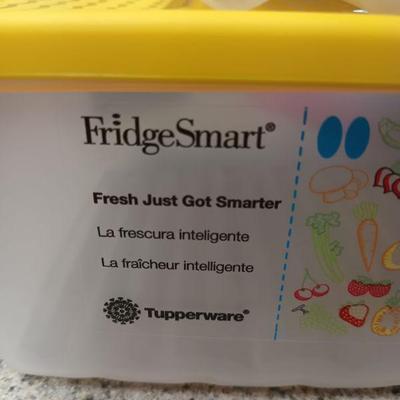 FridgeSmart®
Fresh Just Got Smarter
La frescura inteligente
La fraîcheur intelligente
Tupperware®